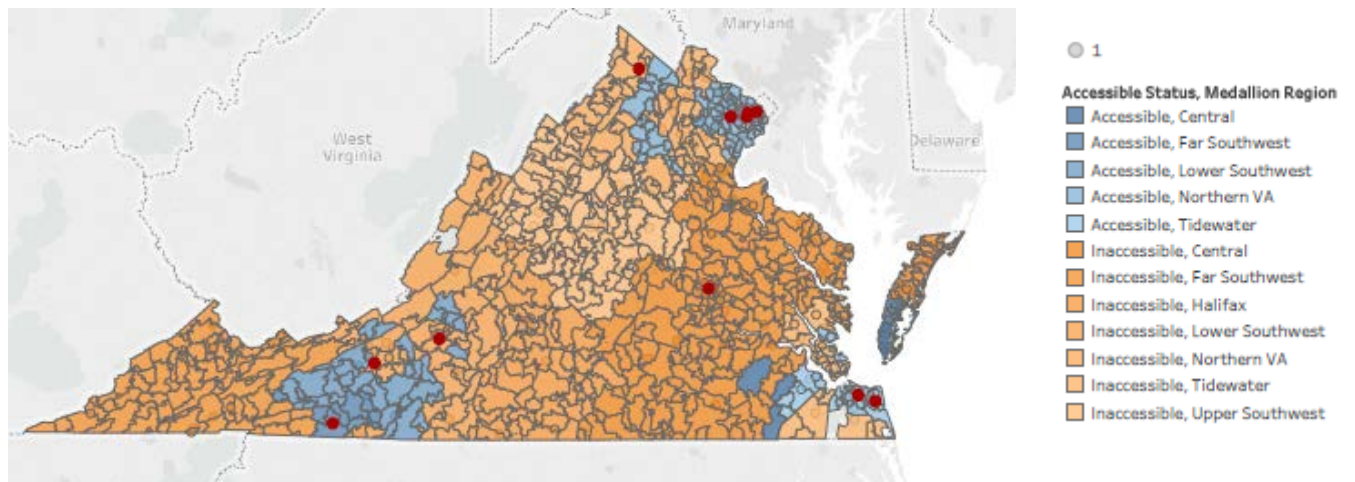 Maryland
West
Virginia
Delaware
1
Accessible Status, Medallion Region
Accessible, Central
Accessible, Far Southwest
Accessible, Lower Southwest
Accessible, Northern VA
Accessible, Tidewater
Inaccessible, Central
Inaccessible, Far Southwest
Inaccessible, Halifax
Inaccessible, Lower Southwest
Inaccessible, Northern VA
Inaccessible, Tidewater
Inaccessible, Upper Southwest